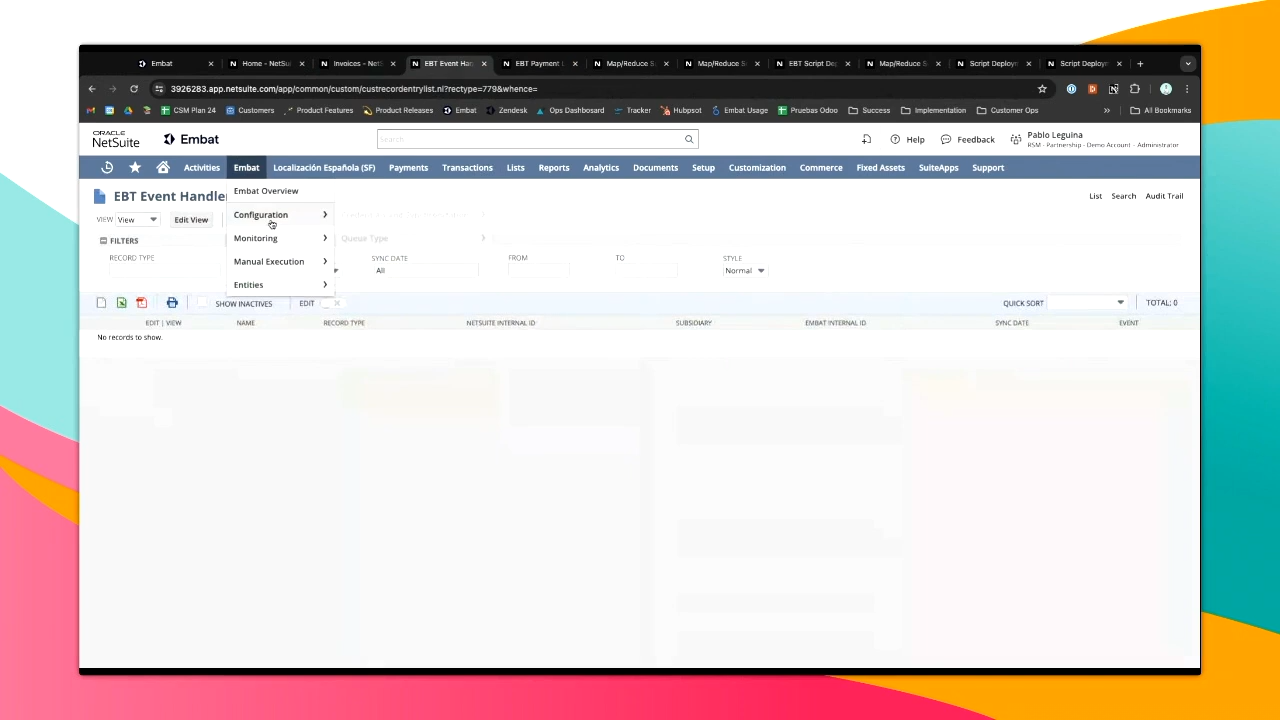 Embat
Home - NetSu
Invoices - NetS
EBT Event Han
EBT Payment L
Map/Reduce S
Map/Reduce S
EBT Script De
Map/Reduce S
Script Deploym
Script Deploym
3926283.app.netsuite.com/app/common/custom/custrecordentrylist.nl?rectype=779&whence=
CSM Plan 24
Customers
Product Features
Product Releases
Embat
Zendesk
Ops Dashboard
Tracker
Hubpsot
Embat Usage
Pruebas Odoo
Success
Implementation
Customer Ops
All Bookmarks
ORACLE
NetSuite
Embat
Search
Help
Feedback
Pablo Leguina
RSM - Partnership - Demo Account - Administrator
Activities Embat Localización Española (SF) Payments Transactions Lists Reports Analytics Documents Setup Customization Commerce Fixed Assets SuiteApps Support
EBT Event Handle
List Search Audit Trail
Embat Overview
Configuration
Monitoring
Manual Execution
Entities
Queue Type
VIEW View Edit View
FILTERS
RECORD TYPE SYNC DATE FROM TO STYLE
All Normal
SHOW INACTIVES EDIT QUICK SORT TOTAL: 0
EDIT | VIEW NAME RECORD TYPE NETSUITE INTERNAL ID SUBSIDIARY EMBAT INTERNAL ID SYNC DATE EVENT
No records to show.